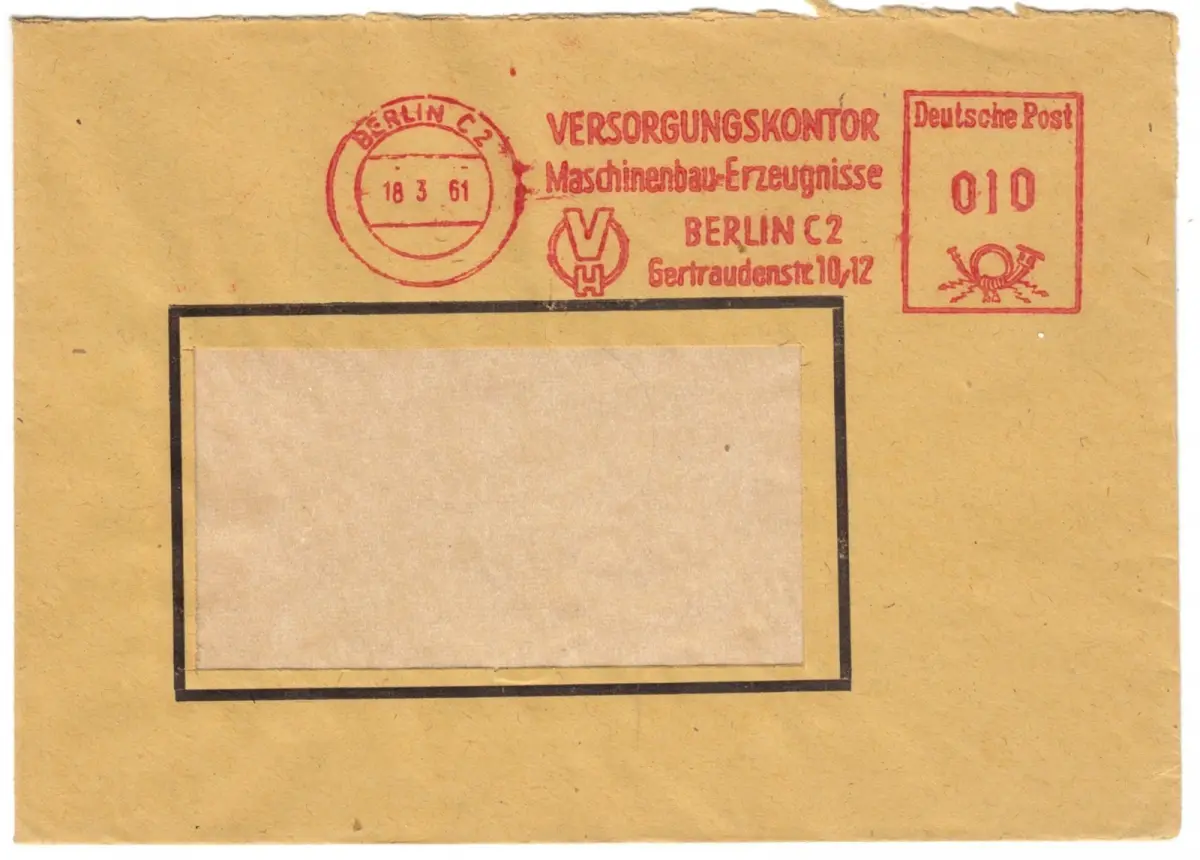 BERLIN C2
18 3 61
VERSORGUNGSKONTOR
Maschinenbau-Erzeugnisse
VH
BERLIN C2
Gertraudenstr. 10/12
Deutsche Post
010